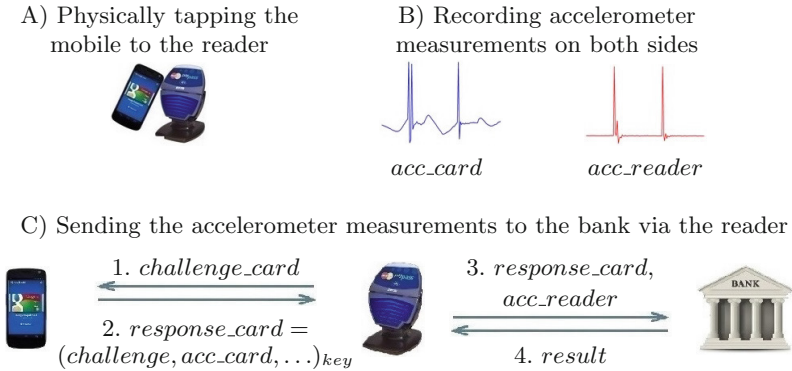 A) Physically tapping the
mobile to the reader
B) Recording accelerometer
measurements on both sides
acc_card
acc_reader
C) Sending the accelerometer measurements to the bank via the reader
1. challenge_card
2. response_card =
(challenge, acc_card, . . .)key
3. response_card,
acc_reader
4. result
BANK